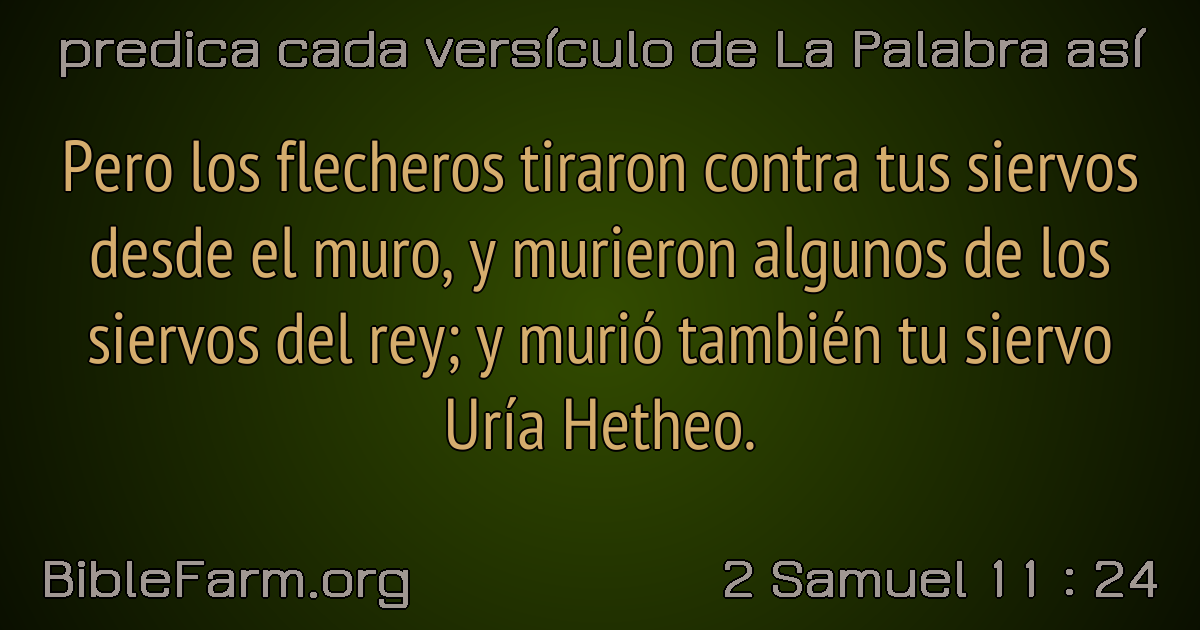 predica cada versículo de La Palabra así
Pero los flecheros tiraron contra tus siervos
desde el muro, y murieron algunos de los
siervos del rey; y murió también tu siervo
Uría Hetheo.
BibleFarm.org
2 Samuel 11 : 24